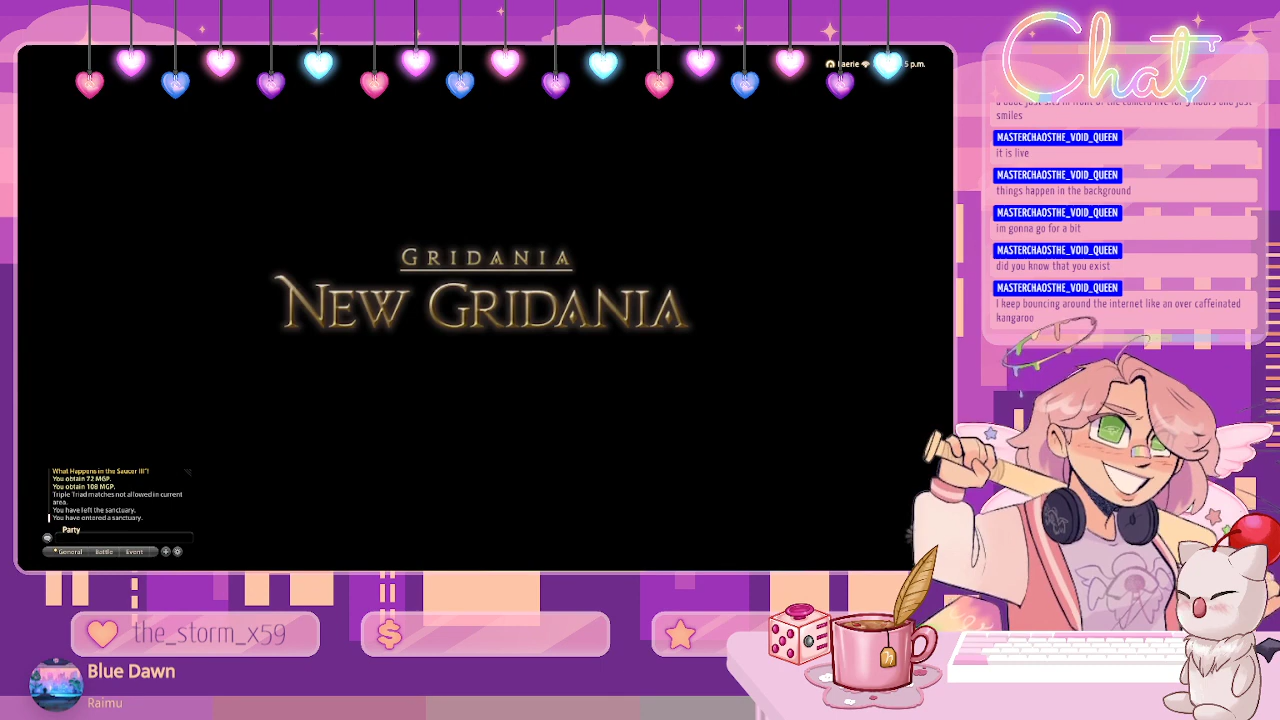 Chat
smiles
MASTERCHAOSTHE_VOID_QUEEN
it is live
MASTERCHAOSTHE_VOID_QUEEN
things happen in the background
MASTERCHAOSTHE_VOID_QUEEN
im gonna go for a bit
MASTERCHAOSTHE_VOID_QUEEN
did you know that you exist
MASTERCHAOSTHE_VOID_QUEEN
I keep bouncing around the internet like an over caffeinated
kangaroo
5 p.m.
GRIDANIA
NEW GRIDANIA
What Happens in the Saucer III"!
You obtain 72 MGP.
You obtain 108 MGP.
Triple Triad matches not allowed in current
area.
You have left the sanctuary.
You have entered a sanctuary.
Party
General Battle Event
the_storm_x59
Blue Dawn
Raimu